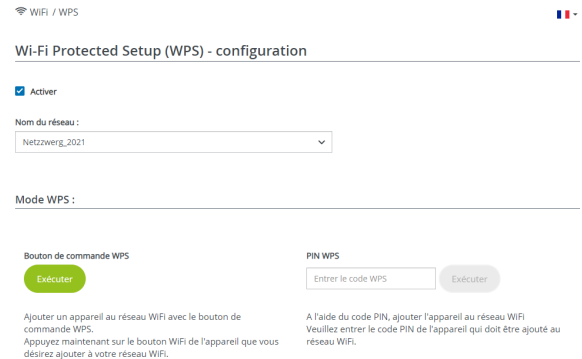 WiFi / WPS
Wi-Fi Protected Setup (WPS) - configuration
Activer
Nom du réseau :
Netzzwerg_2021
Mode WPS :
Bouton de commande WPS
Exécuter
Ajouter un appareil au réseau WiFi avec le bouton de
commande WPS.
Appuyez maintenant sur le bouton WiFi de l'appareil que vous
désirez ajouter à votre réseau WiFi.
PIN WPS
Entrer le code WPS
Exécuter
A l'aide du code PIN, ajouter l'appareil au réseau WiFi
Veuillez entrer le code PIN de l'appareil qui doit être ajouté au
réseau WiFi.